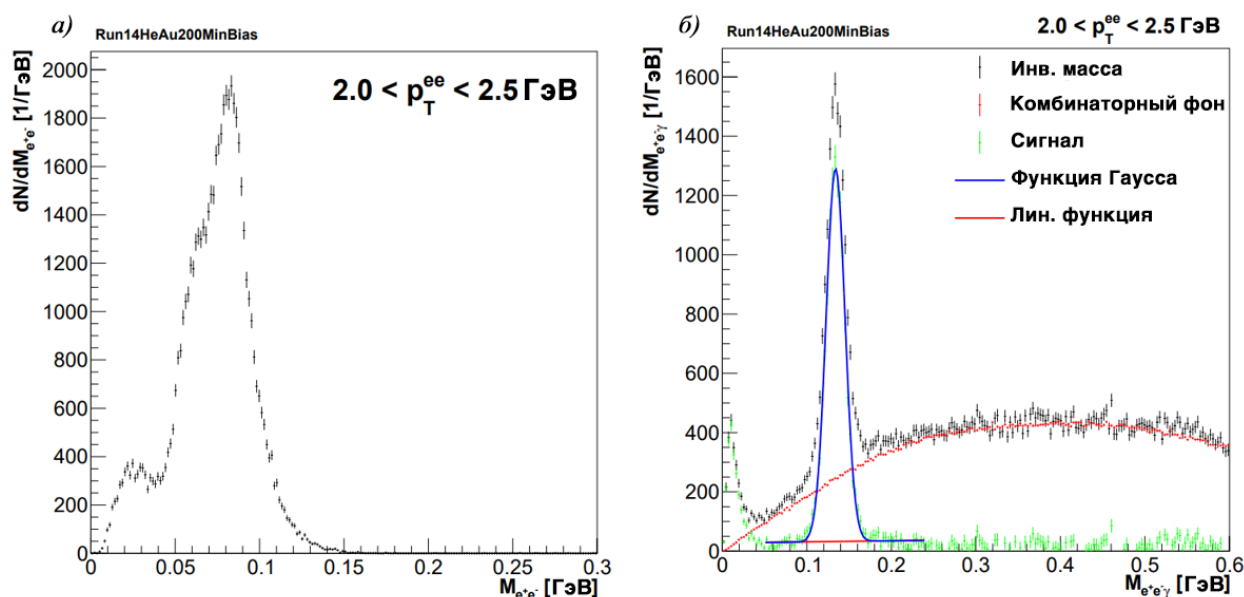 а)
Run14HeAu200MinBias
2.0 < p_T^ee < 2.5 ГэВ
dN/dM_e⁺e⁻ [1/ГэВ]
2000
1800
1600
1400
1200
1000
800
600
400
200
0
0 0.05 0.1 0.15 0.2 0.25 0.3
M_e⁺e⁻ [ГэВ]
б)
Run14HeAu200MinBias
2.0 < p_T^ee < 2.5 ГэВ
dN/dM_e⁺e⁻γ [1/ГэВ]
Инв. масса
Комбинаторный фон
Сигнал
Функция Гаусса
Лин. функция
1600
1400
1200
1000
800
600
400
200
0
0 0.1 0.2 0.3 0.4 0.5 0.6
M_e⁺e⁻γ [ГэВ]